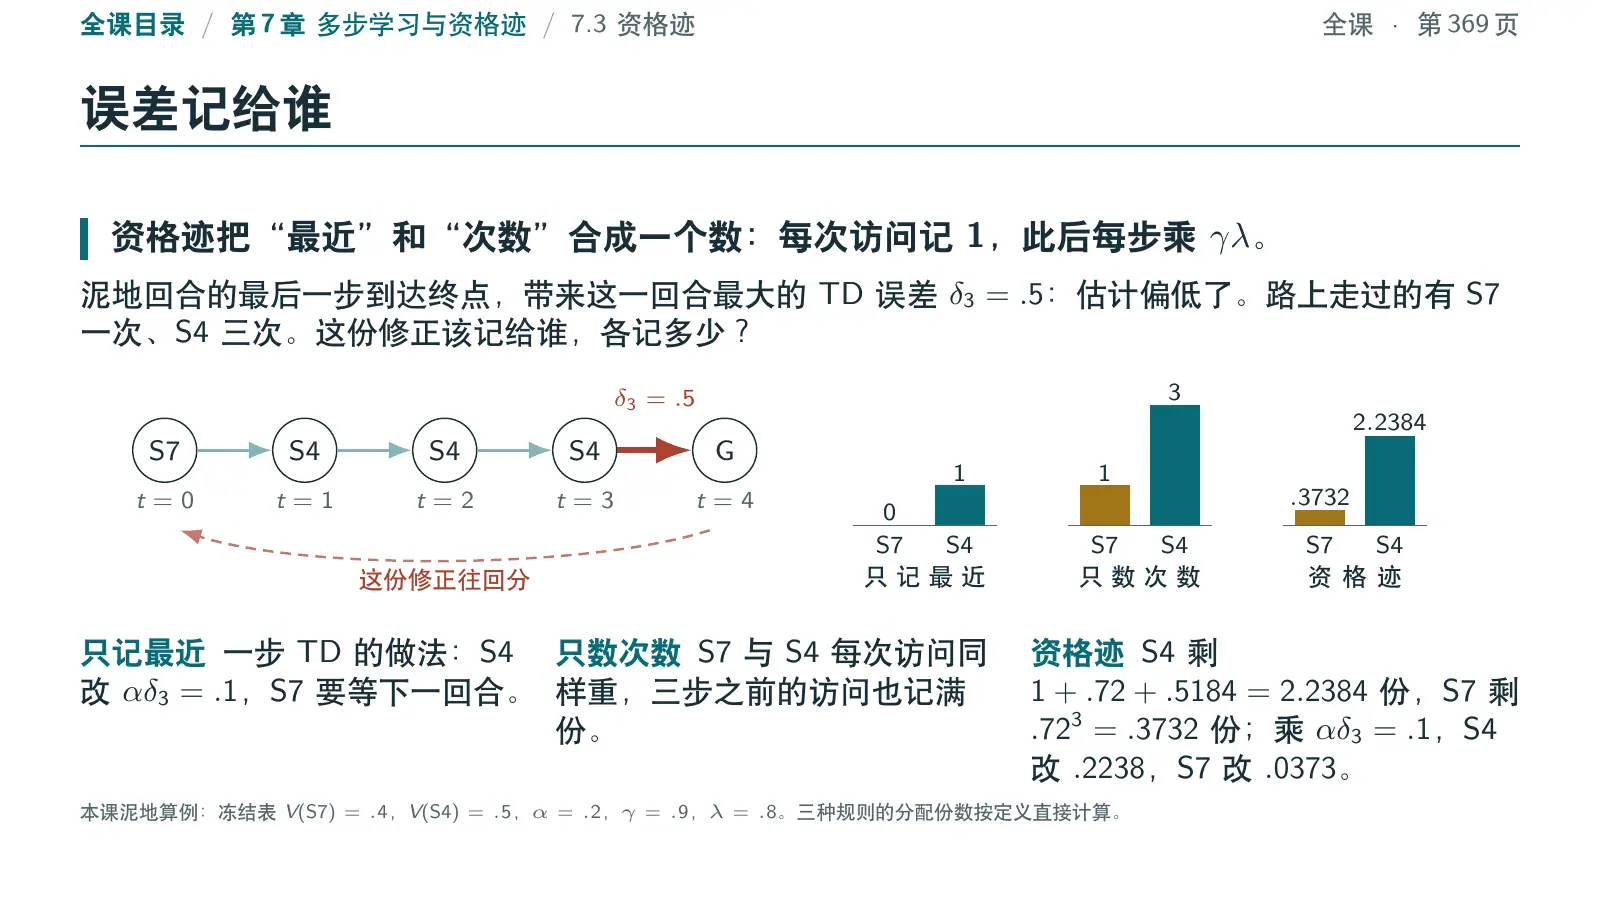 全课目录 / 第 7 章 多步学习与资格迹 / 7.3 资格迹
全课 · 第 369 页
误差记给谁
资格迹把“最近”和“次数”合成一个数：每次访问记 1，此后每步乘 γλ。
泥地回合的最后一步到达终点，带来这一回合最大的 TD 误差 δ₃ = .5：估计偏低了。路上走过的有 S7
一次、S4 三次。这份修正该记给谁，各记多少？
δ₃ = .5
S7 S4 S4 S4 G
t = 0 t = 1 t = 2 t = 3 t = 4
这份修正往回分
0 1
S7 S4
只记最近
1 3
S7 S4
只数次数
.3732 2.2384
S7 S4
资格迹
只记最近 一步 TD 的做法：S4
改 αδ₃ = .1，S7 要等下一回合。
只数次数 S7 与 S4 每次访问同
样重，三步之前的访问也记满
份。
资格迹 S4 剩
1 + .72 + .5184 = 2.2384 份，S7 剩
.72³ = .3732 份；乘 αδ₃ = .1，S4
改 .2238，S7 改 .0373。
本课泥地算例：冻结表 V(S7) = .4，V(S4) = .5，α = .2，γ = .9，λ = .8。三种规则的分配份数按定义直接计算。